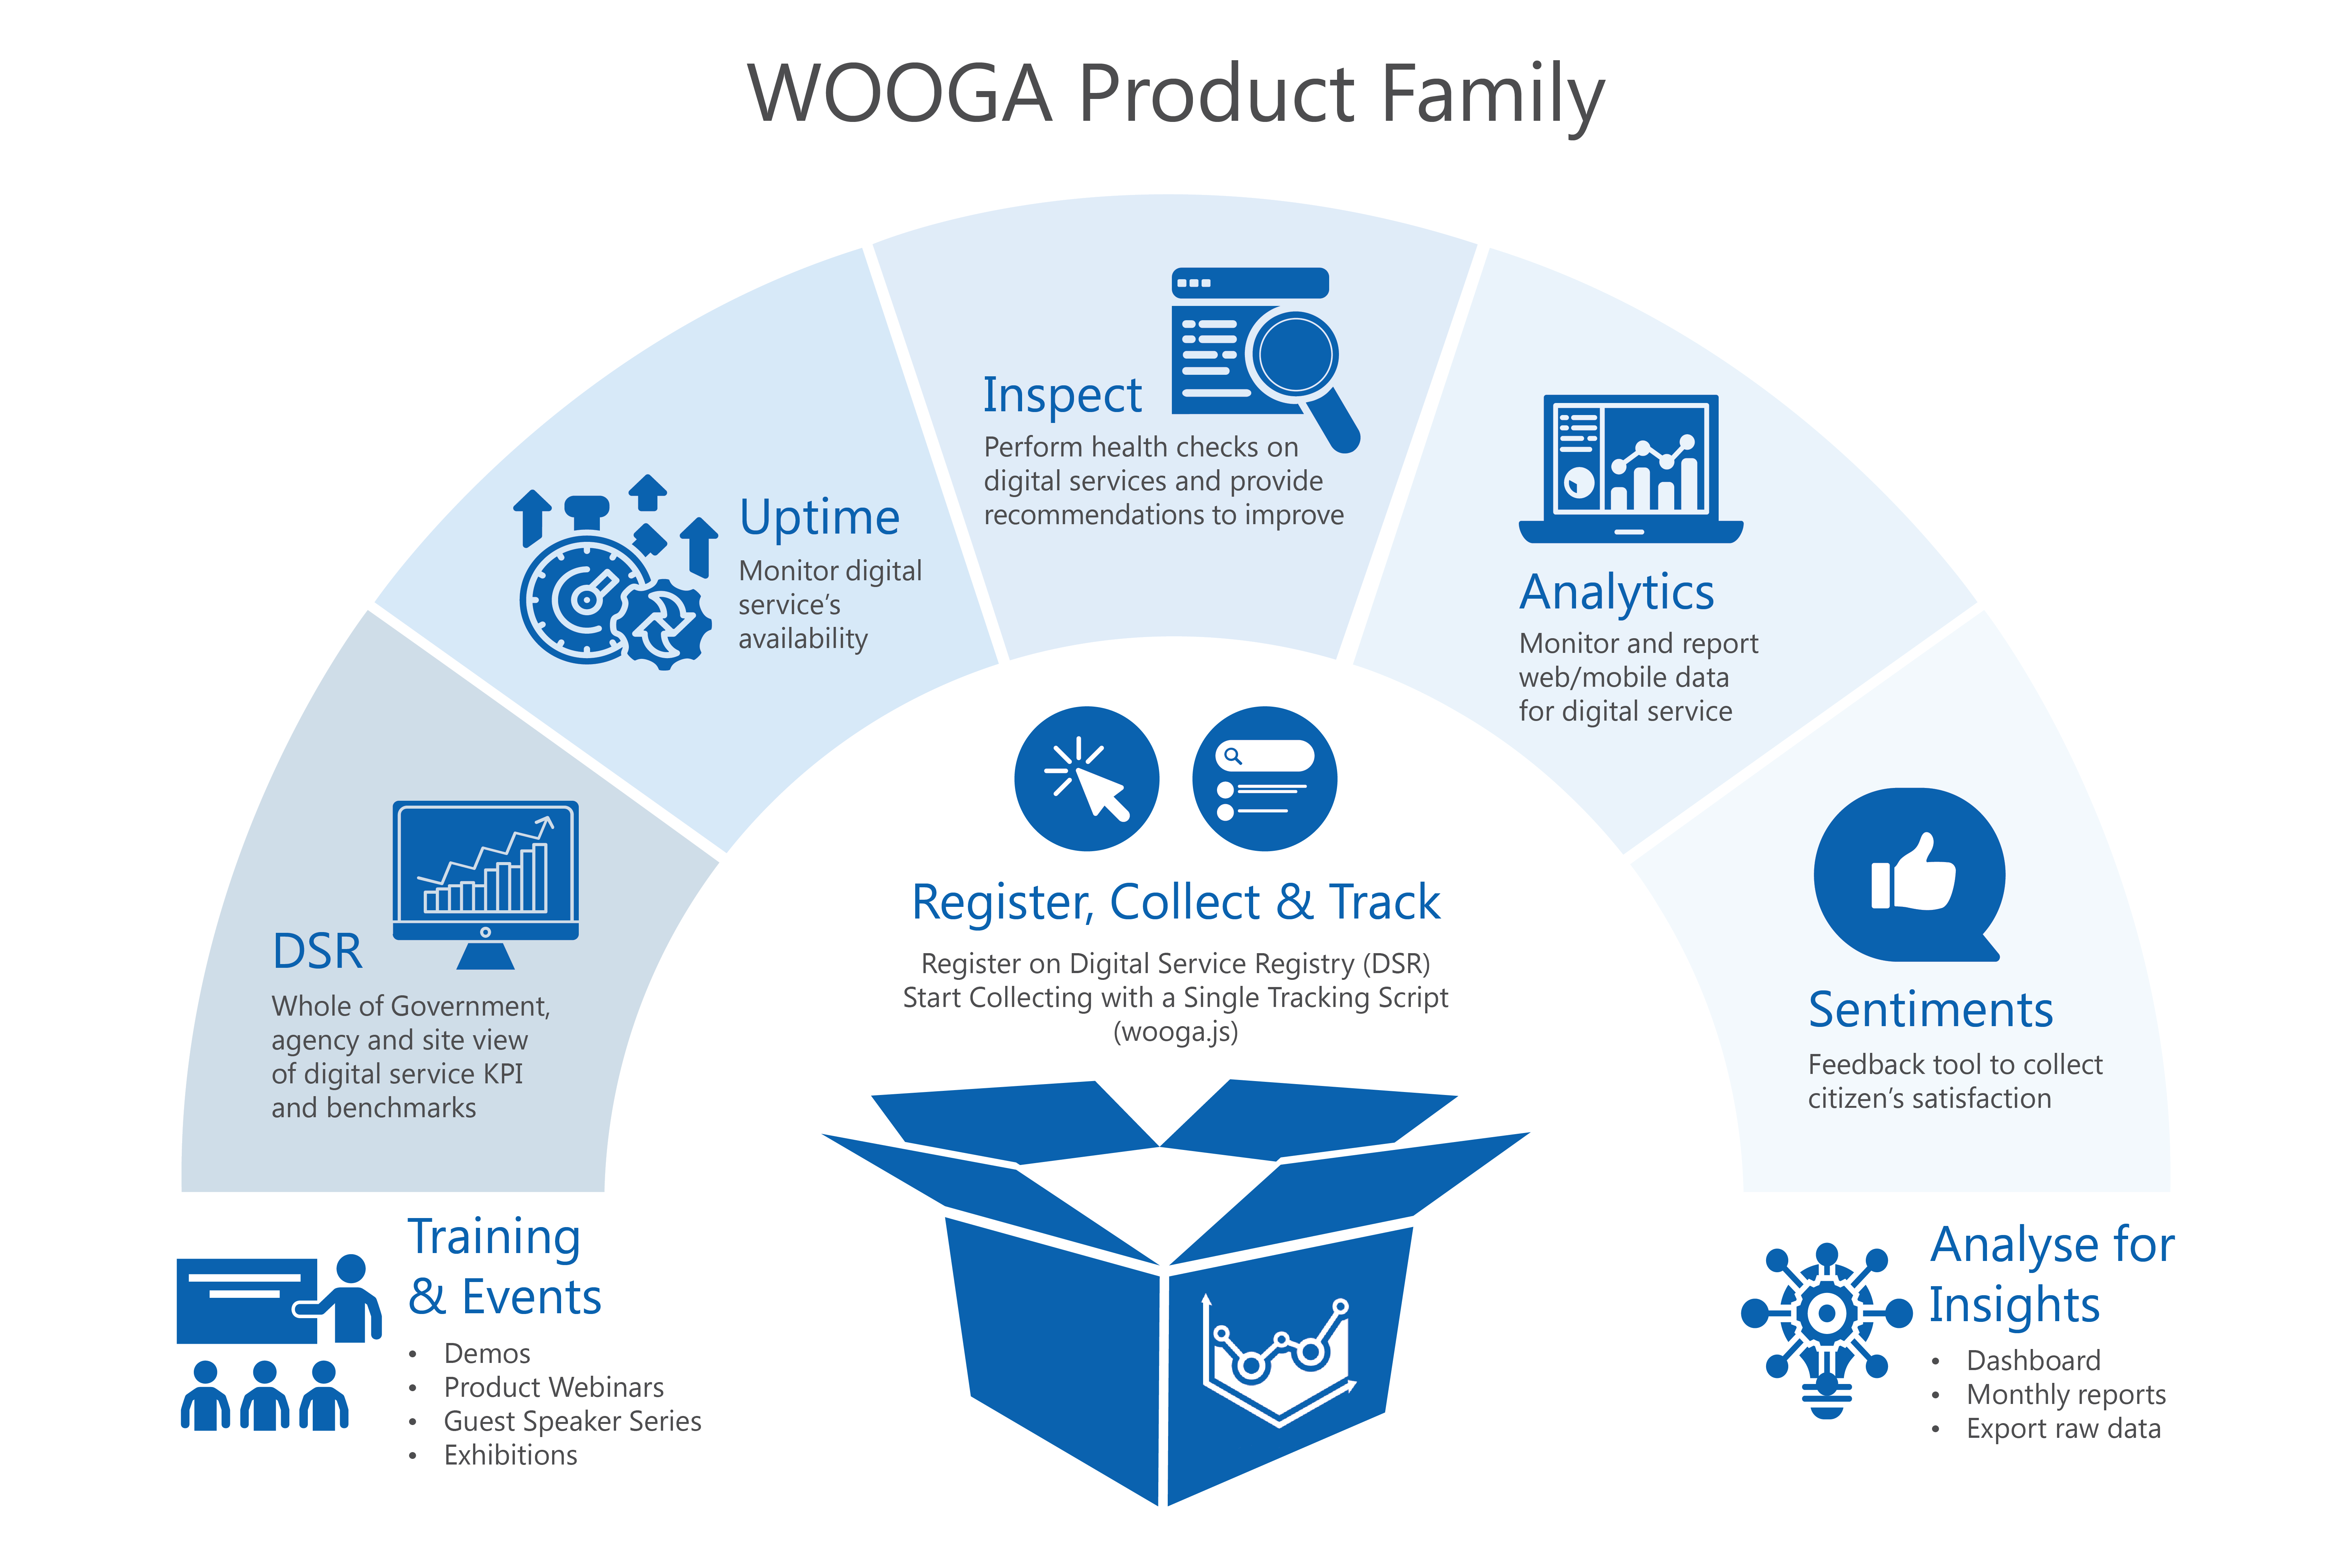 WOOGA Product Family
Inspect
Perform health checks on
digital services and provide
recommendations to improve
Uptime
Monitor digital
service’s
availability
Analytics
Monitor and report
web/mobile data
for digital service
DSR
Whole of Government,
agency and site view
of digital service KPI
and benchmarks
Register, Collect & Track
Register on Digital Service Registry (DSR)
Start Collecting with a Single Tracking Script
(wooga.js)
Sentiments
Feedback tool to collect
citizen’s satisfaction
Training
& Events
• Demos
• Product Webinars
• Guest Speaker Series
• Exhibitions
Analyse for
Insights
• Dashboard
• Monthly reports
• Export raw data